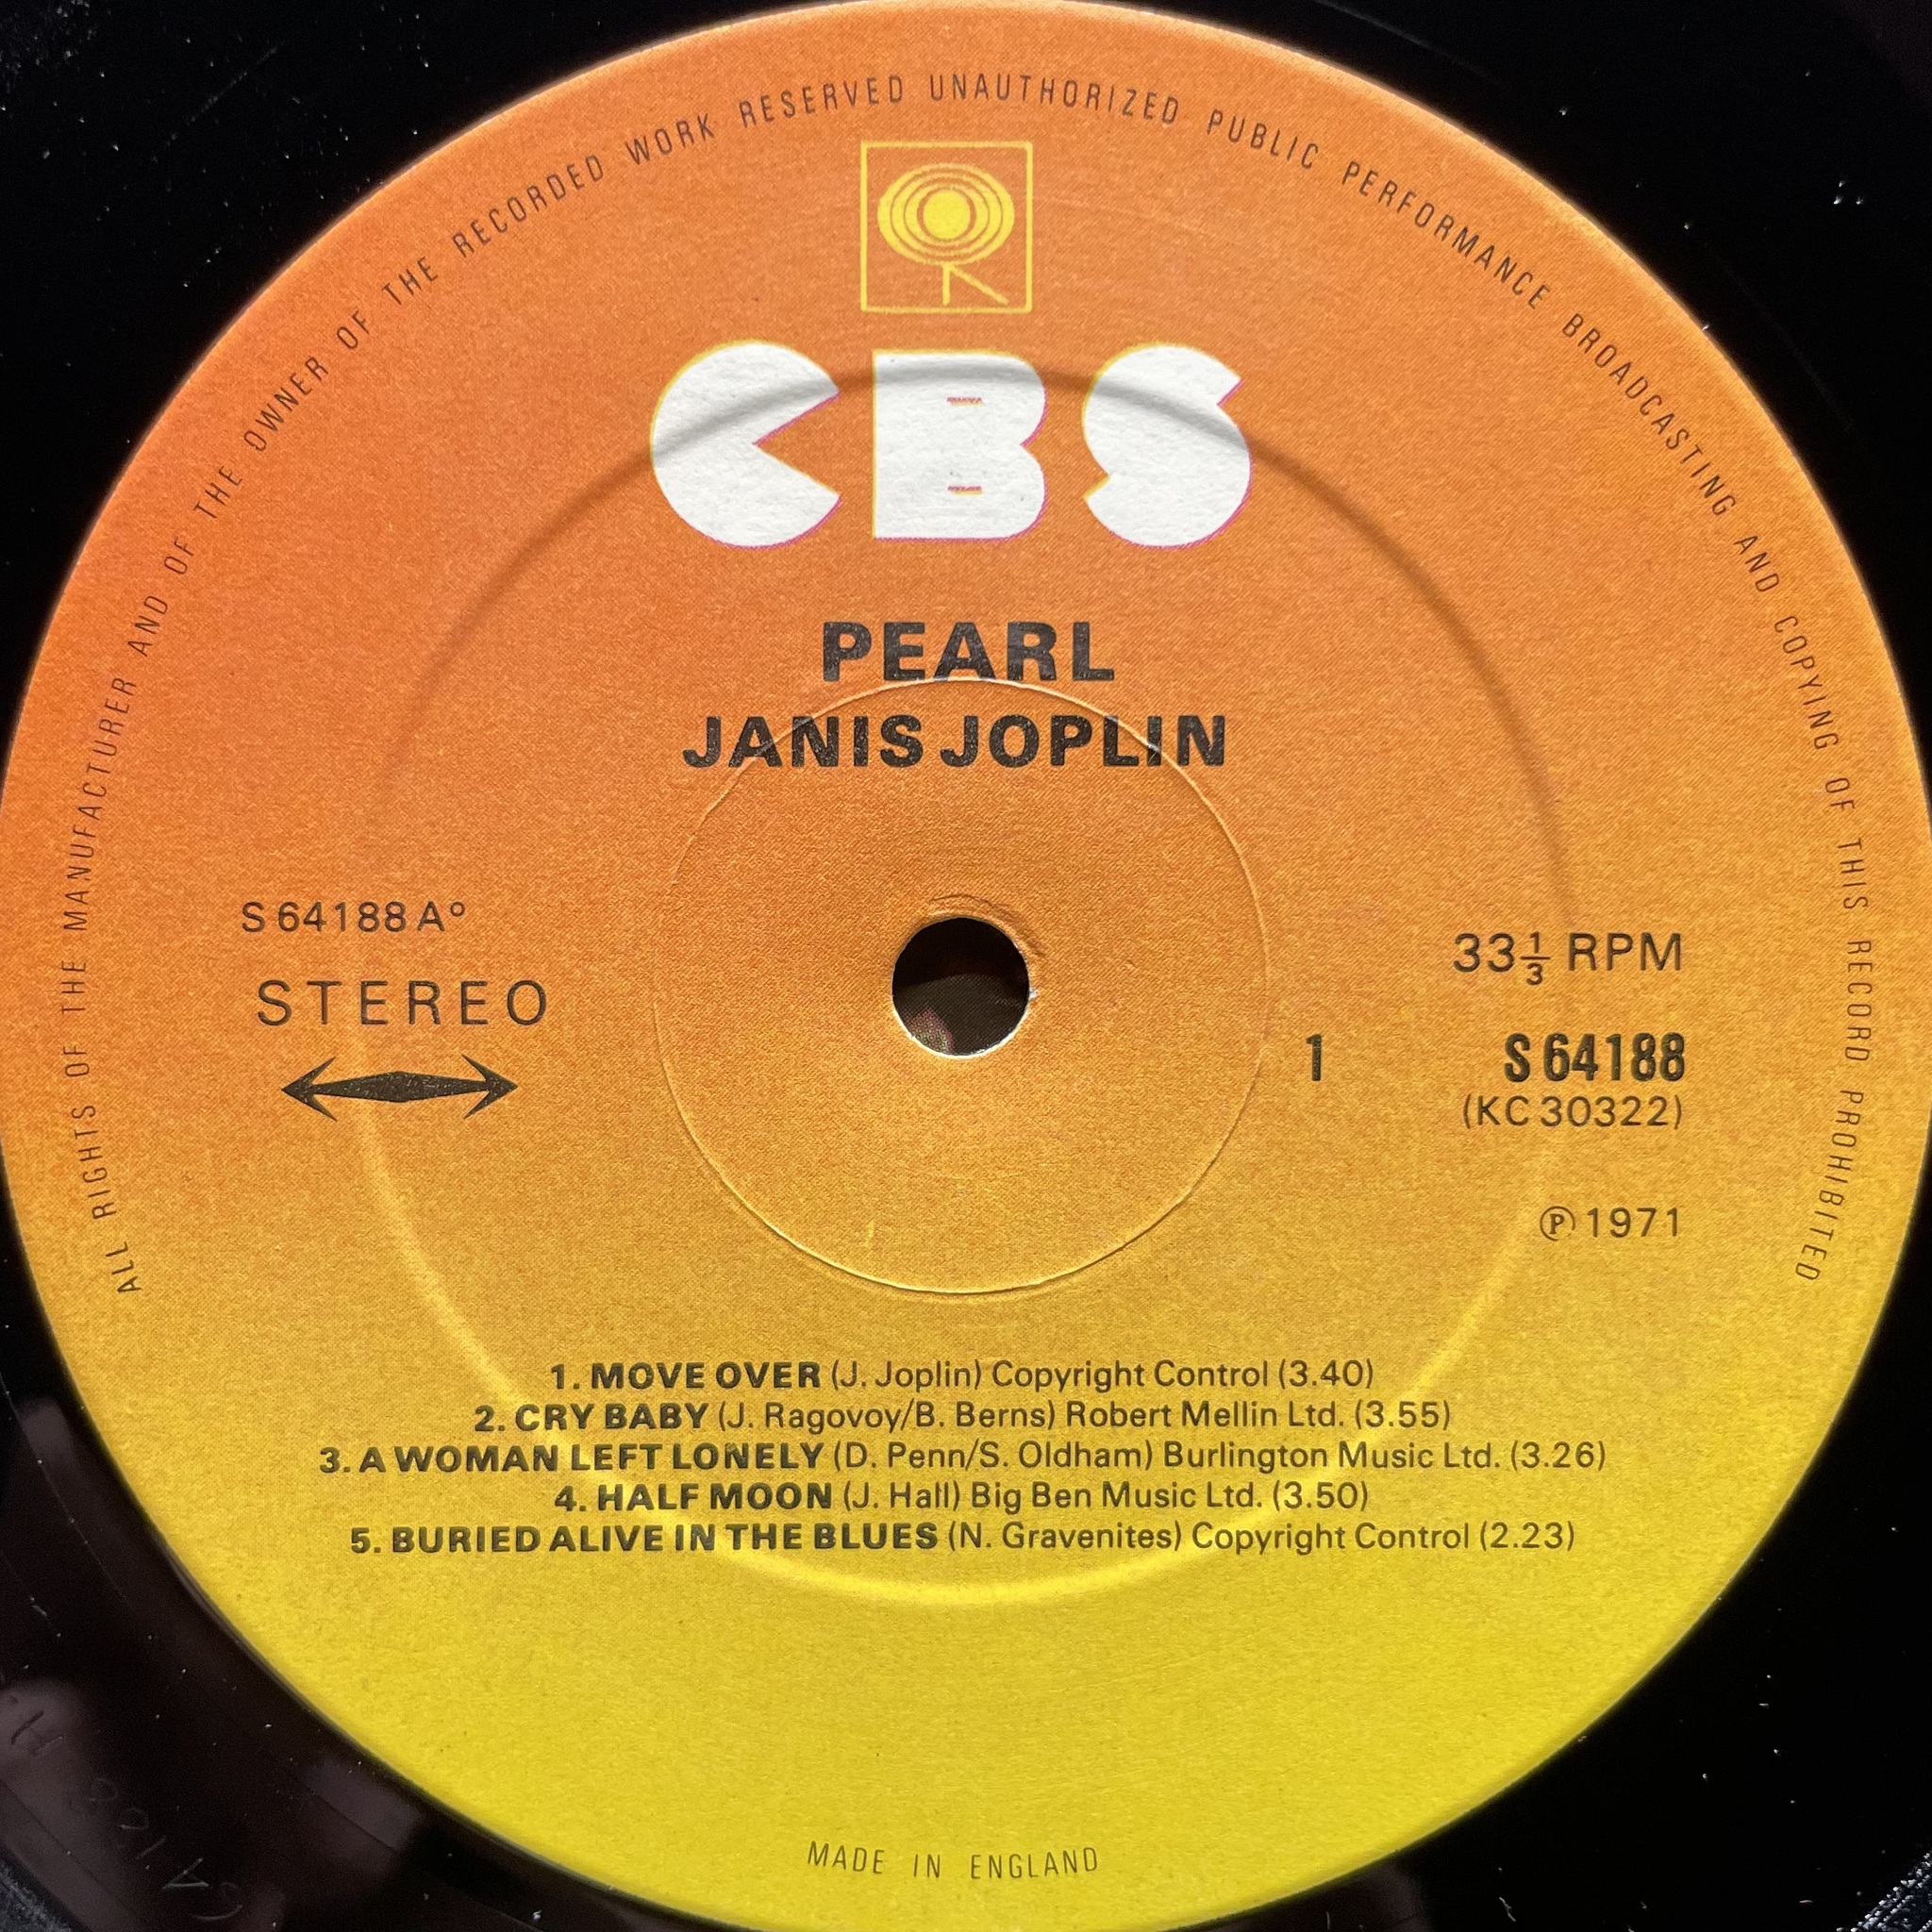 ALL RIGHTS OF THE MANUFACTURER AND OF THE OWNER OF THE RECORDED WORK RESERVED UNAUTHORIZED PUBLIC PERFORMANCE BROADCASTING AND COPYING OF THIS RECORD PROHIBITED
CBS
PEARL
JANIS JOPLIN
S 64188 A°
STEREO
33⅓ RPM
1 S 64188
(KC 30322)
℗ 1971
1. MOVE OVER (J. Joplin) Copyright Control (3.40)
2. CRY BABY (J. Ragovoy/B. Berns) Robert Mellin Ltd. (3.55)
3. A WOMAN LEFT LONELY (D. Penn/S. Oldham) Burlington Music Ltd. (3.26)
4. HALF MOON (J. Hall) Big Ben Music Ltd. (3.50)
5. BURIED ALIVE IN THE BLUES (N. Gravenites) Copyright Control (2.23)
MADE IN ENGLAND